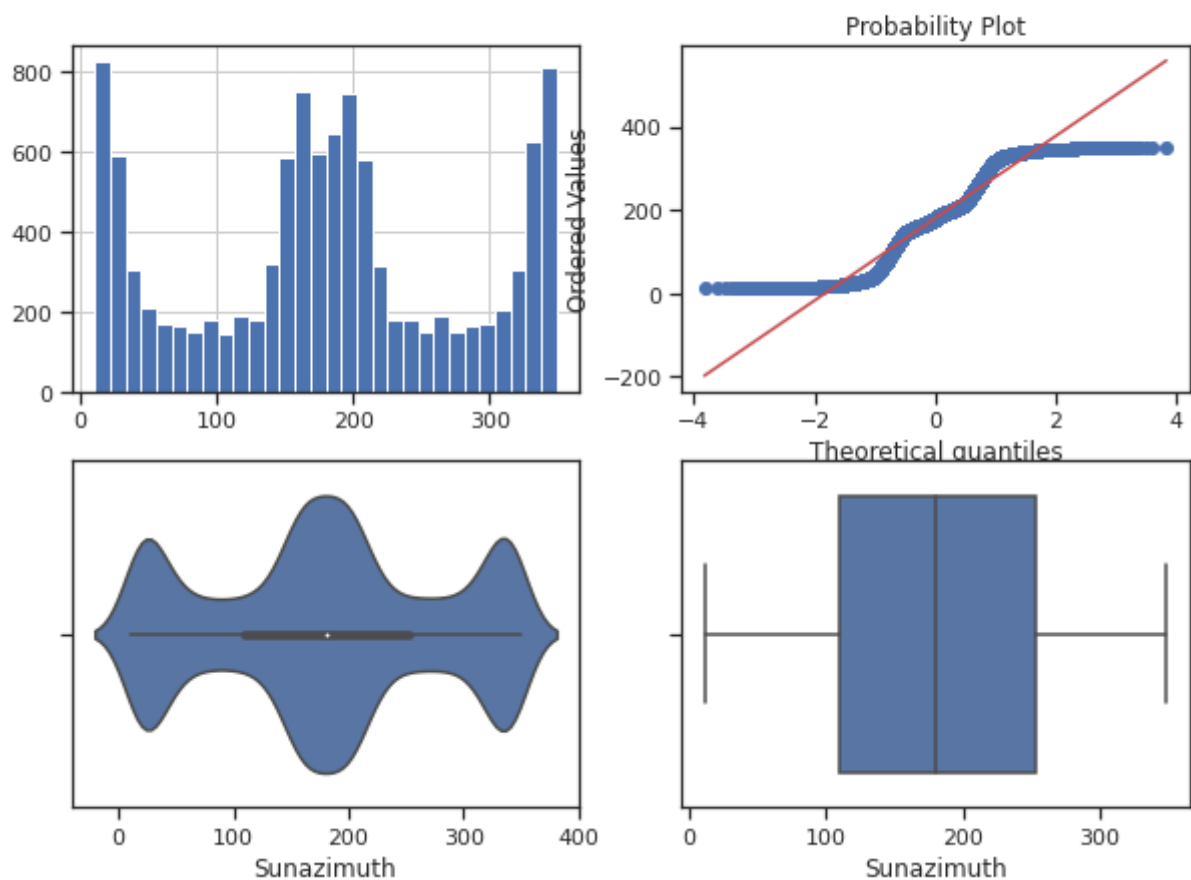 Probability Plot
800
600
400
200
0
0 100 200 300
Ordered Values
400
200
0
−200
−4 −2 0 2 4
Theoretical quantiles
0 100 200 300 400
Sunazimuth
0 100 200 300
Sunazimuth